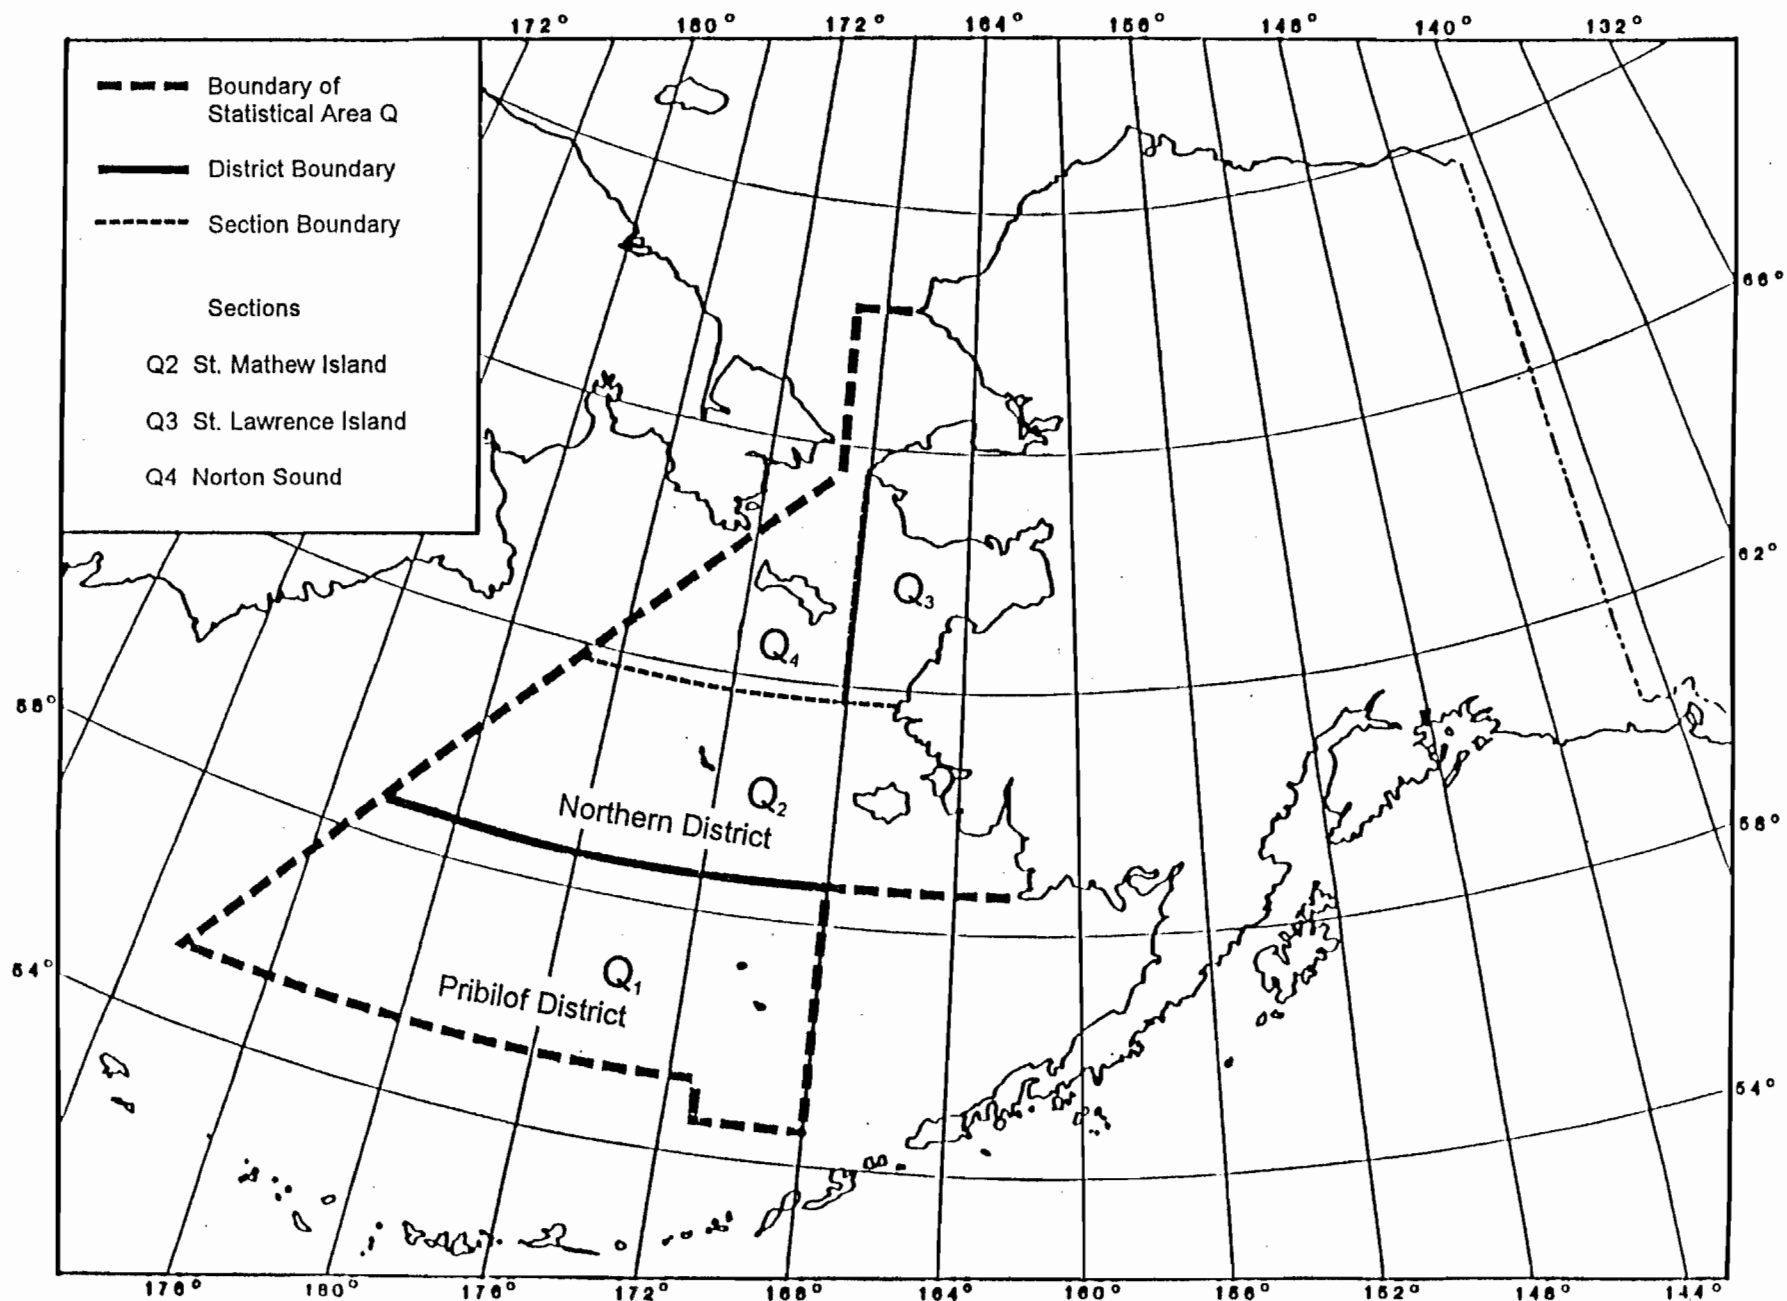 172° 180 172° 164° 156° 148° 140° 132°
Boundary of
Statistical Area Q
District Boundary
Section Boundary
Sections
Q2 St. Mathew Island
Q3 St. Lawrence Island
Q4 Norton Sound
66°
62°
Q3
Q4
58°
Q2
Northern District
58°
Q1
Pribilof District
54°
54°
176° 180° 176° 172° 168° 164° 160° 156° 152° 148° 144°